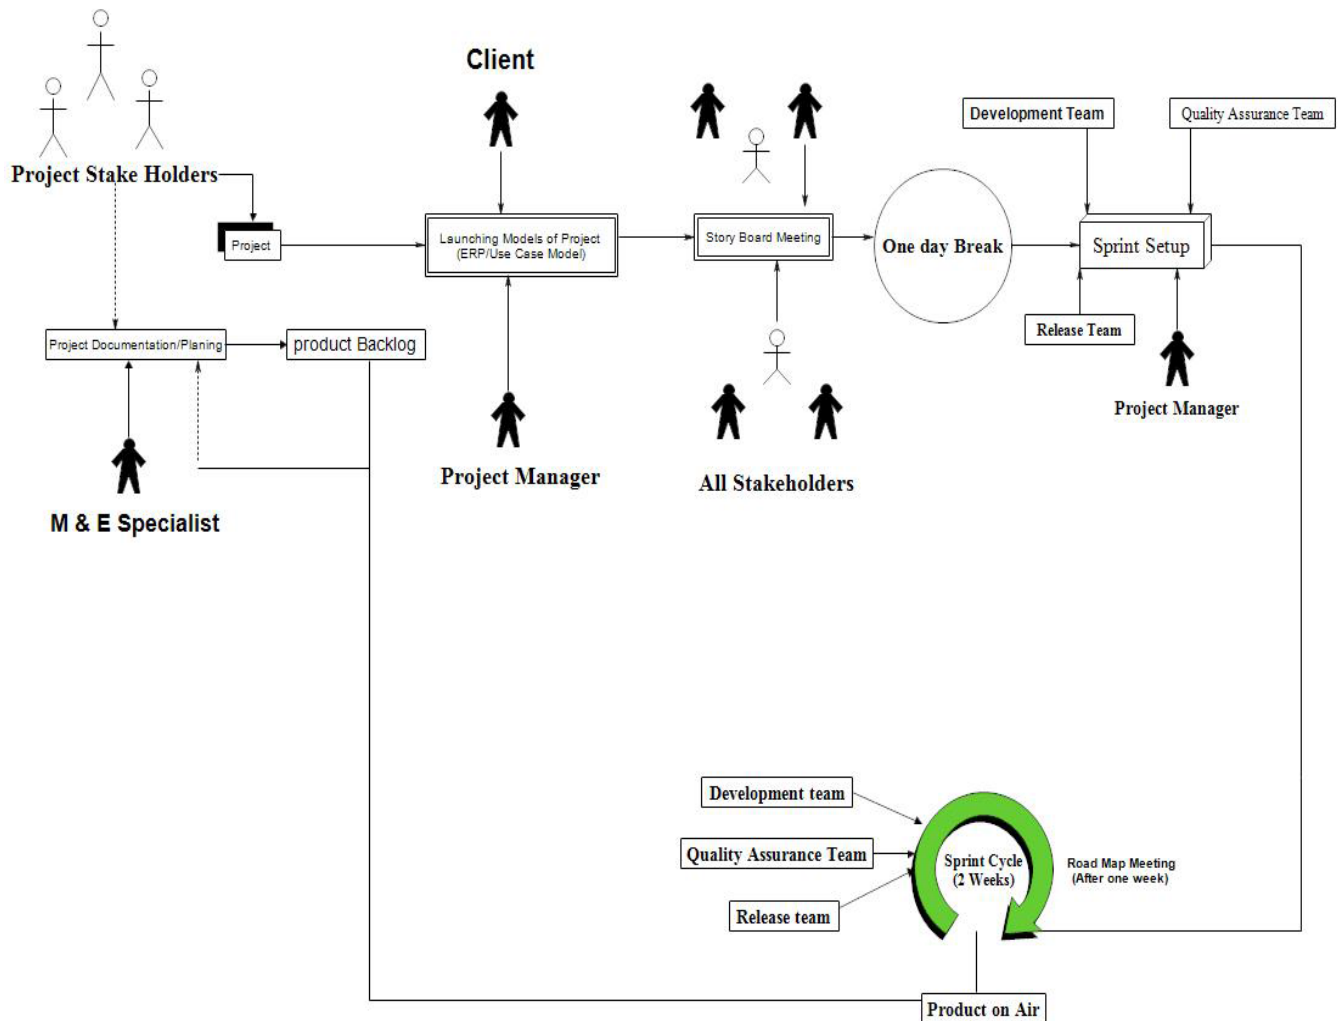 Client
Project Stake Holders
Project
Launching Models of Project
(ERP/Use Case Model)
Story Board Meeting
One day Break
Development Team
Quality Assurance Team
Sprint Setup
Release Team
Project Manager
Project Documentation/Planing
product Backlog
M & E Specialist
Project Manager
All Stakeholders
Development team
Quality Assurance Team
Release team
Sprint Cycle
(2 Weeks)
Road Map Meeting
(After one week)
Product on Air